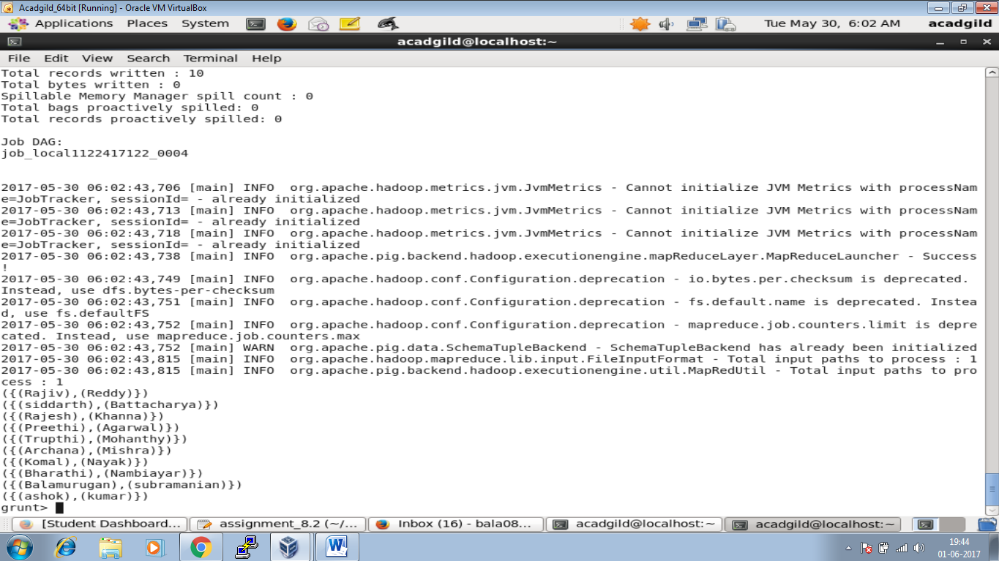 Acadgild_64bit [Running] - Oracle VM VirtualBox
Applications Places System Tue May 30, 6:02 AM acadgild
acadgild@localhost:~
File Edit View Search Terminal Help
Total records written : 10
Total bytes written : 0
Spillable Memory Manager spill count : 0
Total bags proactively spilled: 0
Total records proactively spilled: 0
Job DAG:
job_local1122417122_0004
2017-05-30 06:02:43,706 [main] INFO  org.apache.hadoop.metrics.jvm.JvmMetrics - Cannot initialize JVM Metrics with processNam
e=JobTracker, sessionId= - already initialized
2017-05-30 06:02:43,713 [main] INFO  org.apache.hadoop.metrics.jvm.JvmMetrics - Cannot initialize JVM Metrics with processNam
e=JobTracker, sessionId= - already initialized
2017-05-30 06:02:43,718 [main] INFO  org.apache.hadoop.metrics.jvm.JvmMetrics - Cannot initialize JVM Metrics with processNam
e=JobTracker, sessionId= - already initialized
2017-05-30 06:02:43,738 [main] INFO  org.apache.pig.backend.hadoop.executionengine.mapReduceLayer.MapReduceLauncher - Success
!
2017-05-30 06:02:43,749 [main] INFO  org.apache.hadoop.conf.Configuration.deprecation - io.bytes.per.checksum is deprecated.
Instead, use dfs.bytes-per-checksum
2017-05-30 06:02:43,751 [main] INFO  org.apache.hadoop.conf.Configuration.deprecation - fs.default.name is deprecated. Instea
d, use fs.defaultFS
2017-05-30 06:02:43,752 [main] INFO  org.apache.hadoop.conf.Configuration.deprecation - mapreduce.job.counters.limit is depre
cated. Instead, use mapreduce.job.counters.max
2017-05-30 06:02:43,752 [main] WARN  org.apache.pig.data.SchemaTupleBackend - SchemaTupleBackend has already been initialized
2017-05-30 06:02:43,815 [main] INFO  org.apache.hadoop.mapreduce.lib.input.FileInputFormat - Total input paths to process : 1
2017-05-30 06:02:43,815 [main] INFO  org.apache.pig.backend.hadoop.executionengine.util.MapRedUtil - Total input paths to pro
cess : 1
({(Rajiv),(Reddy)})
({(siddarth),(Battacharya)})
({(Rajesh),(Khanna)})
({(Preethi),(Agarwal)})
({(Trupthi),(Mohanthy)})
({(Archana),(Mishra)})
({(Komal),(Nayak)})
({(Bharathi),(Nambiayar)})
({(Balamurugan),(subramanian)})
({(ashok),(kumar)})
grunt>
[Student Dashboard... assignment_8.2 (~/... Inbox (16) - bala08... acadgild@localhost:~ acadgild@localhost:~
19:44
01-06-2017